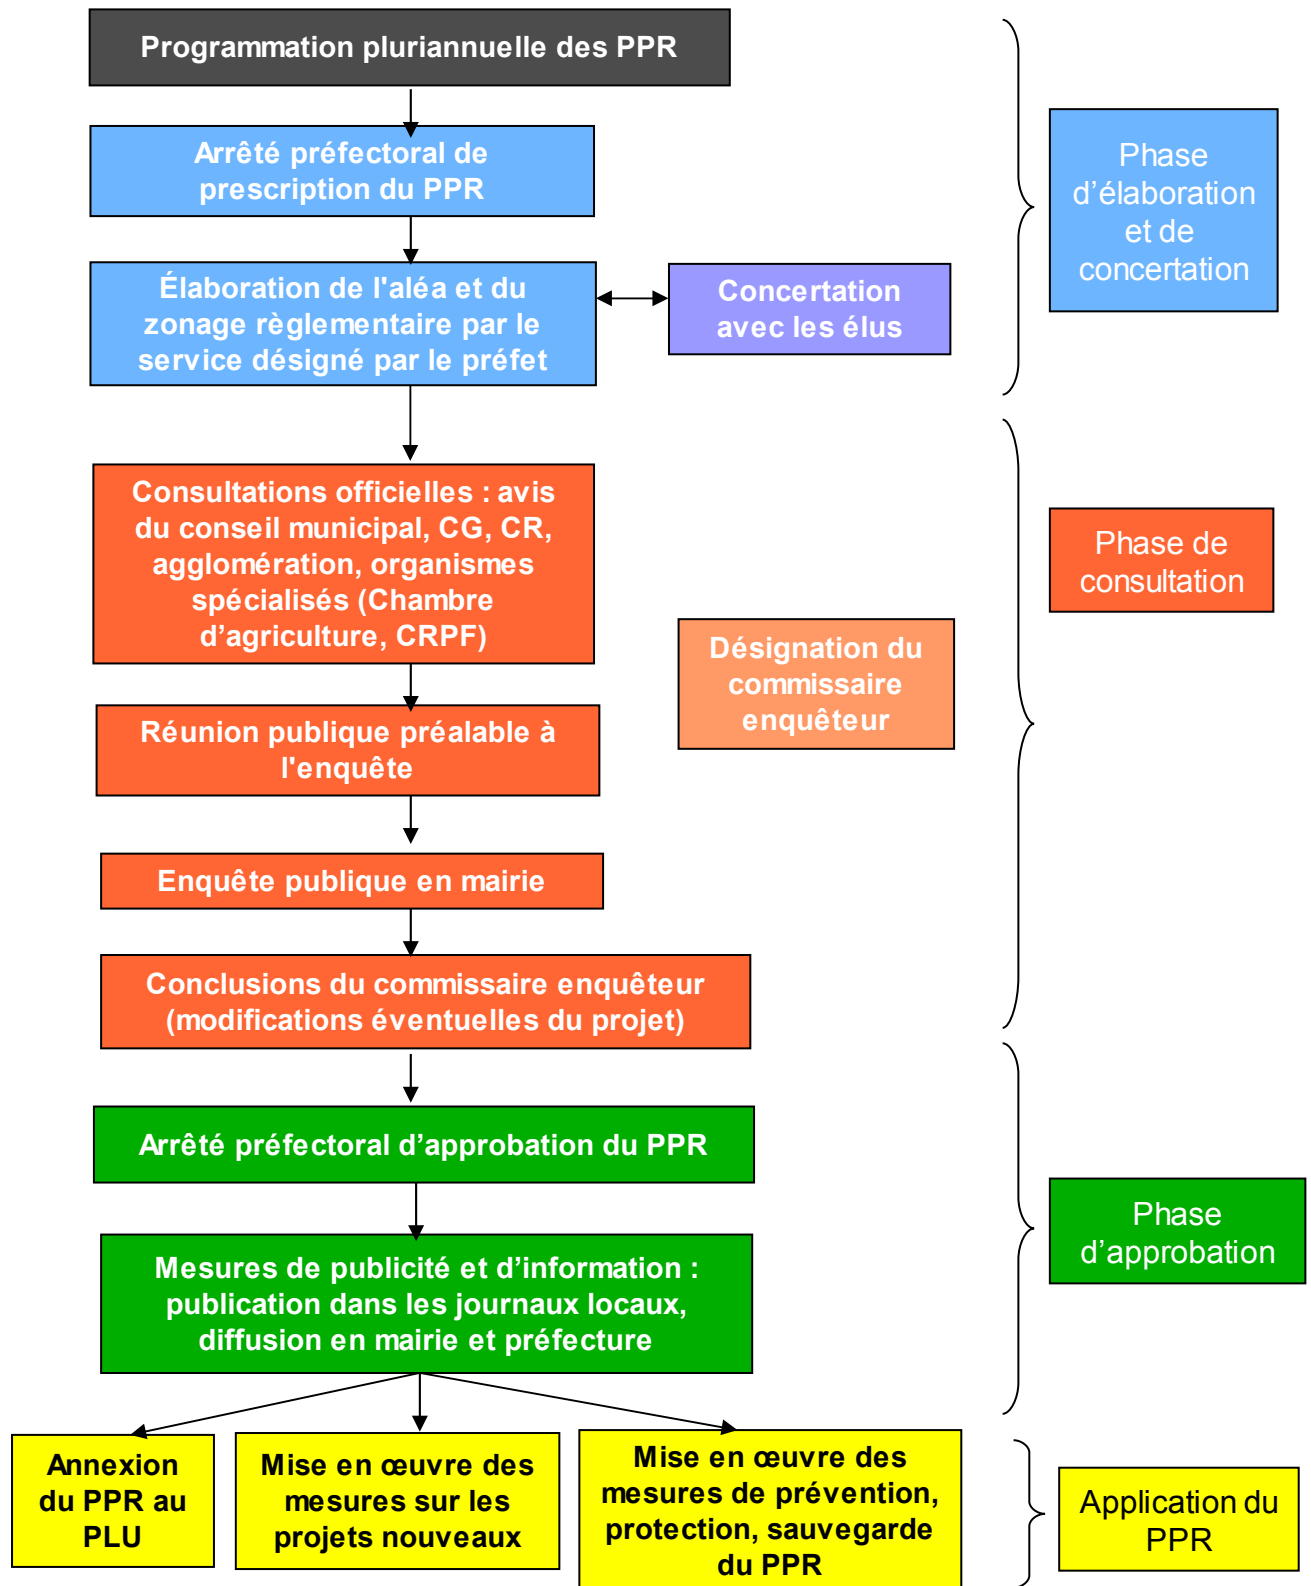 Programmation pluriannuelle des PPR
Arrêté préfectoral de
prescription du PPR
Élaboration de l'aléa et du
zonage règlementaire par le
service désigné par le préfet
Concertation
avec les élus
Phase
d’élaboration
et de
concertation
Consultations officielles : avis
du conseil municipal, CG, CR,
agglomération, organismes
spécialisés (Chambre
d’agriculture, CRPF)
Réunion publique préalable à
l'enquête
Enquête publique en mairie
Conclusions du commissaire enquêteur
(modifications éventuelles du projet)
Désignation du
commissaire
enquêteur
Phase de
consultation
Arrêté préfectoral d’approbation du PPR
Mesures de publicité et d’information :
publication dans les journaux locaux,
diffusion en mairie et préfecture
Phase
d’approbation
Annexion
du PPR au
PLU
Mise en œuvre des
mesures sur les
projets nouveaux
Mise en œuvre des
mesures de prévention,
protection, sauvegarde
du PPR
Application du
PPR